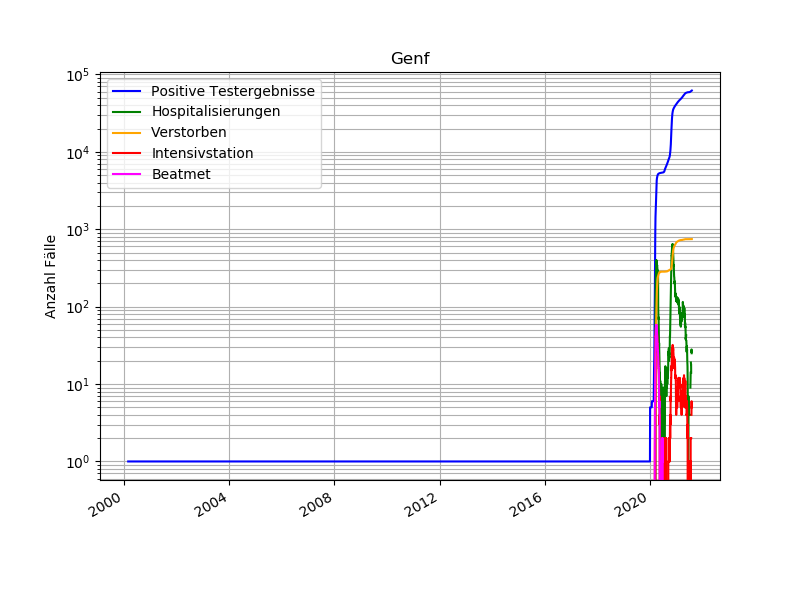 Genf
Anzahl Fälle
10^5
10^4
10^3
10^2
10^1
10^0
Positive Testergebnisse
Hospitalisierungen
Verstorben
Intensivstation
Beatmet
2000
2004
2008
2012
2016
2020